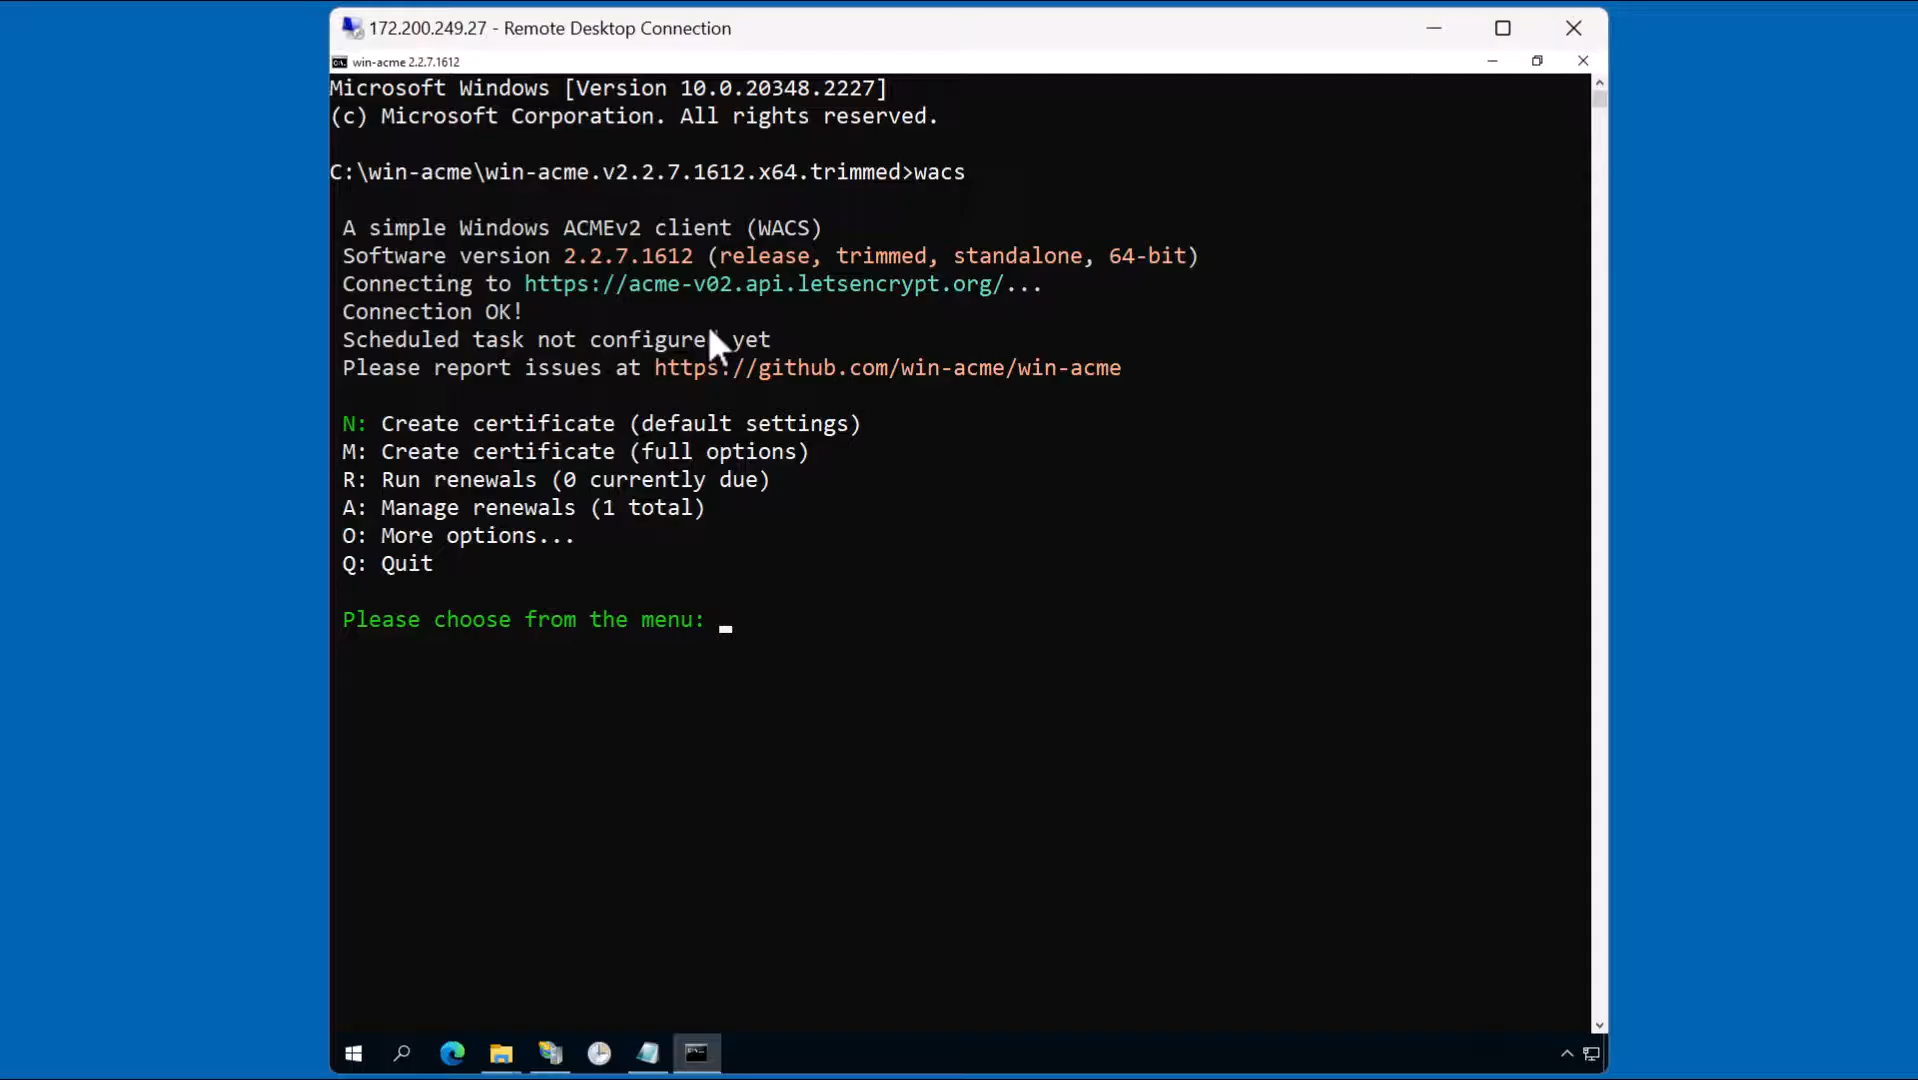 172.200.249.27 - Remote Desktop Connection
win-acme 2.2.7.1612
Microsoft Windows [Version 10.0.20348.2227]
(c) Microsoft Corporation. All rights reserved.
C:\win-acme\win-acme.v2.2.7.1612.x64.trimmed>wacs
A simple Windows ACMEv2 client (WACS)
Software version 2.2.7.1612 (release, trimmed, standalone, 64-bit)
Connecting to https://acme-v02.api.letsencrypt.org/...
Connection OK!
Scheduled task not configured yet
Please report issues at https://github.com/win-acme/win-acme
N: Create certificate (default settings)
M: Create certificate (full options)
R: Run renewals (0 currently due)
A: Manage renewals (1 total)
O: More options...
Q: Quit
Please choose from the menu: _